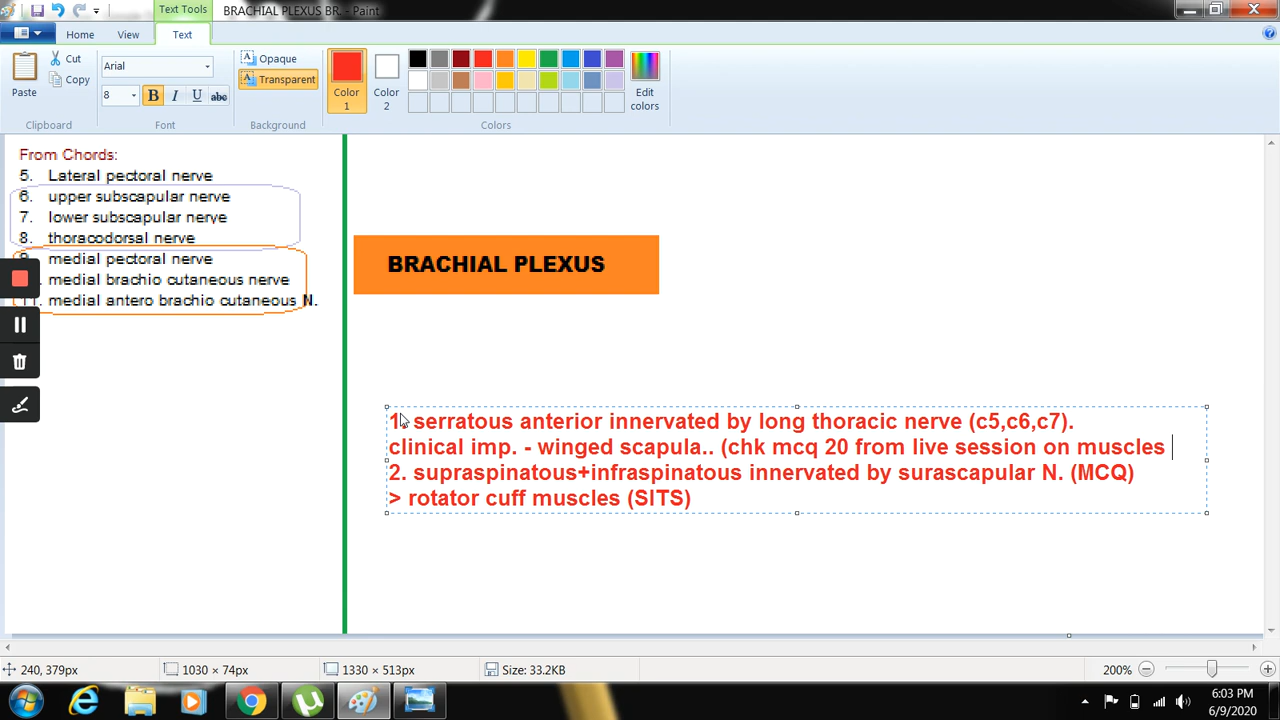 Text Tools
BRACHIAL PLEXUS BR. - Paint
Home
View
Text
Paste
Cut
Copy
Clipboard
Arial
8
B I U abc
Font
Opaque
Transparent
Background
Color 1
Color 2
Edit colors
Colors
From Chords:
5. Lateral pectoral nerve
6. upper subscapular nerve
7. lower subscapular nerve
8. thoracodorsal nerve
medial pectoral nerve
medial brachio cutaneous nerve
medial antero brachio cutaneous N.
BRACHIAL PLEXUS
1. serratous anterior innervated by long thoracic nerve (c5,c6,c7).
clinical imp. - winged scapula.. (chk mcq 20 from live session on muscles
2. supraspinatous+infraspinatous innervated by surascapular N. (MCQ)
> rotator cuff muscles (SITS)
240, 379px
1030 × 74px
1330 × 513px
Size: 33.2KB
200%
6:03 PM
6/9/2020